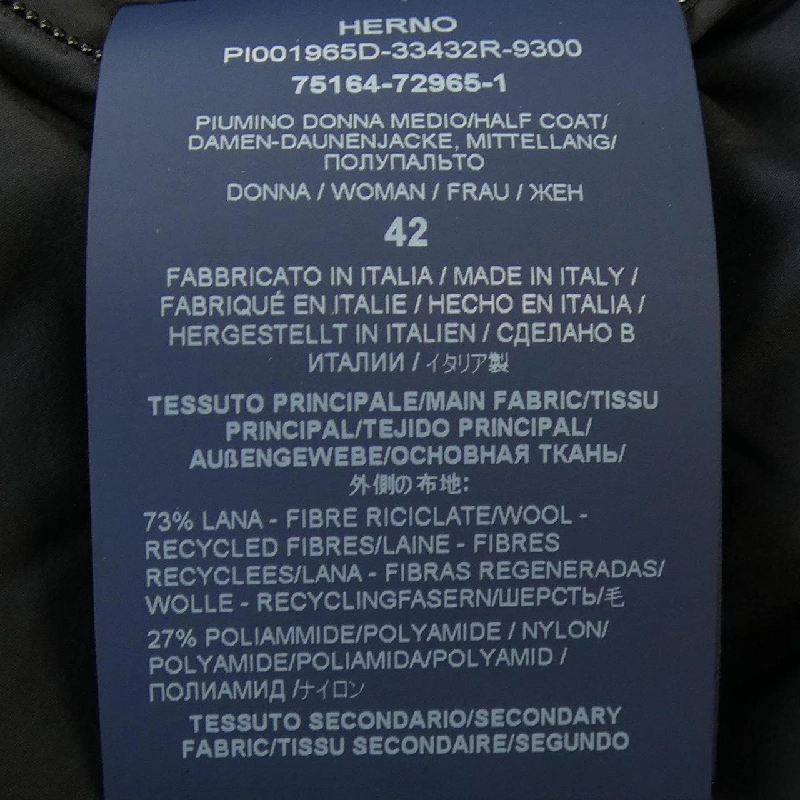 HERNO
PI001965D-33432R-9300
75164-72965-1
PIUMINO DONNA MEDIO/HALF COAT/
DAMEN-DAUNENJACKE, MITTELLANG/
ПОЛУПАЛЬТО
DONNA / WOMAN / FRAU / ЖЕН
42
FABBRICATO IN ITALIA / MADE IN ITALY /
FABRIQUÉ EN ITALIE / HECHO EN ITALIA /
HERGESTELLT IN ITALIEN / СДЕЛАНО В
ИТАЛИИ / イタリア製
TESSUTO PRINCIPALE/MAIN FABRIC/TISSU
PRINCIPAL/TEJIDO PRINCIPAL/
AUßENGEWEBE/ОСНОВНАЯ ТКАНЬ/
外側の布地:
73% LANA - FIBRE RICICLATE/WOOL -
RECYCLED FIBRES/LAINE - FIBRES
RECYCLEES/LANA - FIBRAS REGENERADAS/
WOLLE - RECYCLINGFASERN/ШЕРСТЬ/毛
27% POLIAMMIDE/POLYAMIDE / NYLON/
POLYAMIDE/POLIAMIDA/POLYAMID /
ПОЛИАМИД /ナイロン
TESSUTO SECONDARIO/SECONDARY
FABRIC/TISSU SECONDAIRE/SEGUNDO